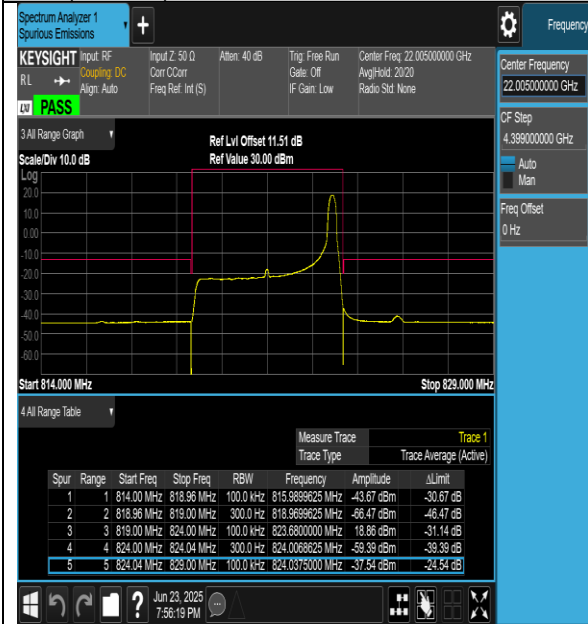 Spectrum Analyzer 1
Spurious Emissions
Frequency
KEYSIGHT Input: RF Input Z: 50 Ω Atten: 40 dB Trig: Free Run Center Freq: 22.005000000 GHz
RL Coupling: DC Corr CCorr Gate: Off Avg|Hold: 20/20
Align: Auto Freq Ref: Int (S) IF Gain: Low Radio Std: None
LXI PASS
Center Frequency
22.005000000 GHz
CF Step
4.399000000 GHz
Auto
Man
Freq Offset
0 Hz
3 All Range Graph
Ref Lvl Offset 11.51 dB
Scale/Div 10.0 dB Ref Value 30.00 dBm
Log
20.0
10.0
0.00
-10.0
-20.0
-30.0
-40.0
-50.0
-60.0
Start 814.000 MHz Stop 829.000 MHz
4 All Range Table
Measure Trace Trace 1
Trace Type Trace Average (Active)
Spur Range Start Freq Stop Freq RBW Frequency Amplitude ΔLimit
1 1 814.00 MHz 818.96 MHz 100.0 kHz 815.9899625 MHz -43.67 dBm -30.67 dB
2 2 818.96 MHz 819.00 MHz 300.0 Hz 818.9699625 MHz -66.47 dBm -46.47 dB
3 3 819.00 MHz 824.00 MHz 100.0 kHz 823.6800000 MHz 18.86 dBm -31.14 dB
4 4 824.00 MHz 824.04 MHz 300.0 Hz 824.0068625 MHz -59.39 dBm -39.39 dB
5 5 824.04 MHz 829.00 MHz 100.0 kHz 824.0375000 MHz -37.54 dBm -24.54 dB
Jun 23, 2025
7:56:19 PM